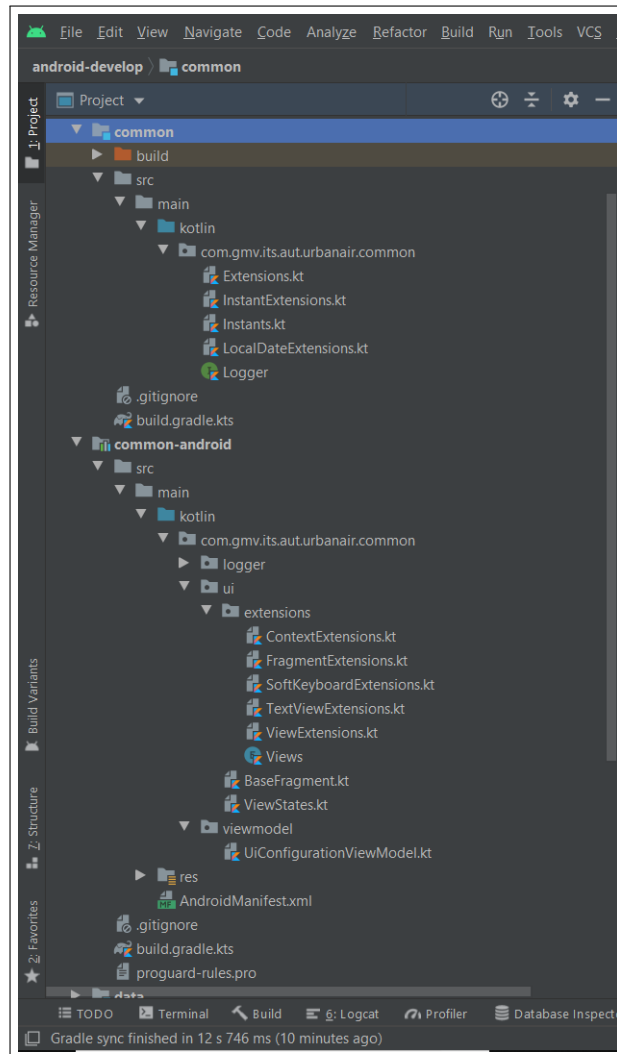 File Edit View Navigate Code Analyze Refactor Build Run Tools VCS
android-develop common
Project
1: Project
common
build
src
main
kotlin
com.gmv.its.aut.urbanair.common
Extensions.kt
InstantExtensions.kt
Instants.kt
LocalDateExtensions.kt
Logger
.gitignore
build.gradle.kts
Resource Manager
common-android
src
main
kotlin
com.gmv.its.aut.urbanair.common
logger
ui
extensions
ContextExtensions.kt
FragmentExtensions.kt
SoftKeyboardExtensions.kt
TextViewExtensions.kt
ViewExtensions.kt
Views
BaseFragment.kt
ViewStates.kt
viewmodel
UiConfigurationViewModel.kt
res
MF AndroidManifest.xml
.gitignore
build.gradle.kts
proguard-rules.pro
data
Build Variants
7: Structure
2: Favorites
TODO Terminal Build 6: Logcat Profiler Database Inspect
Gradle sync finished in 12 s 746 ms (10 minutes ago)